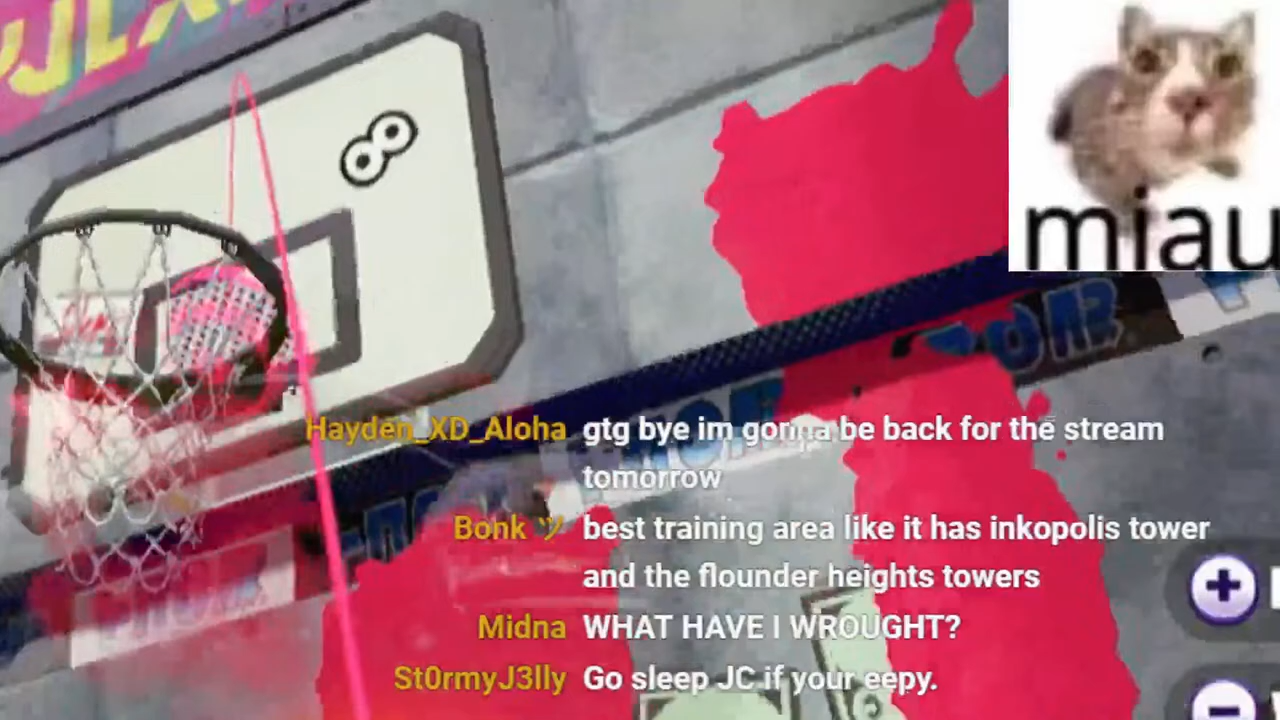 miau
Hayden_XD_Aloha gtg bye im gonna be back for the stream
tomorrow
Bonk ツ best training area like it has inkopolis tower
and the flounder heights towers
Midna WHAT HAVE I WROUGHT?
St0rmyJ3lly Go sleep JC if your eepy.